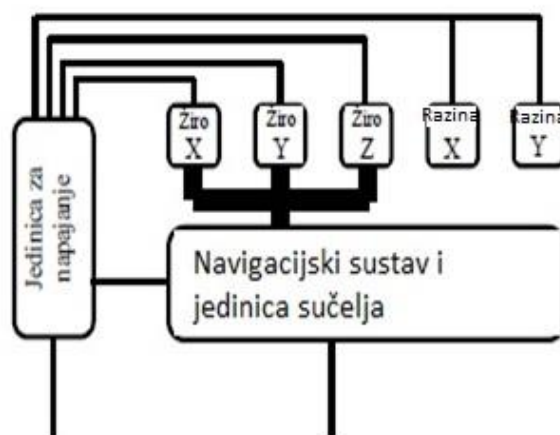 Žiro
X
Žiro
Y
Žiro
Z
Razina
X
Razina
Y
Jedinica za
napajanje
Navigacijski sustav i
jedinica sučelja